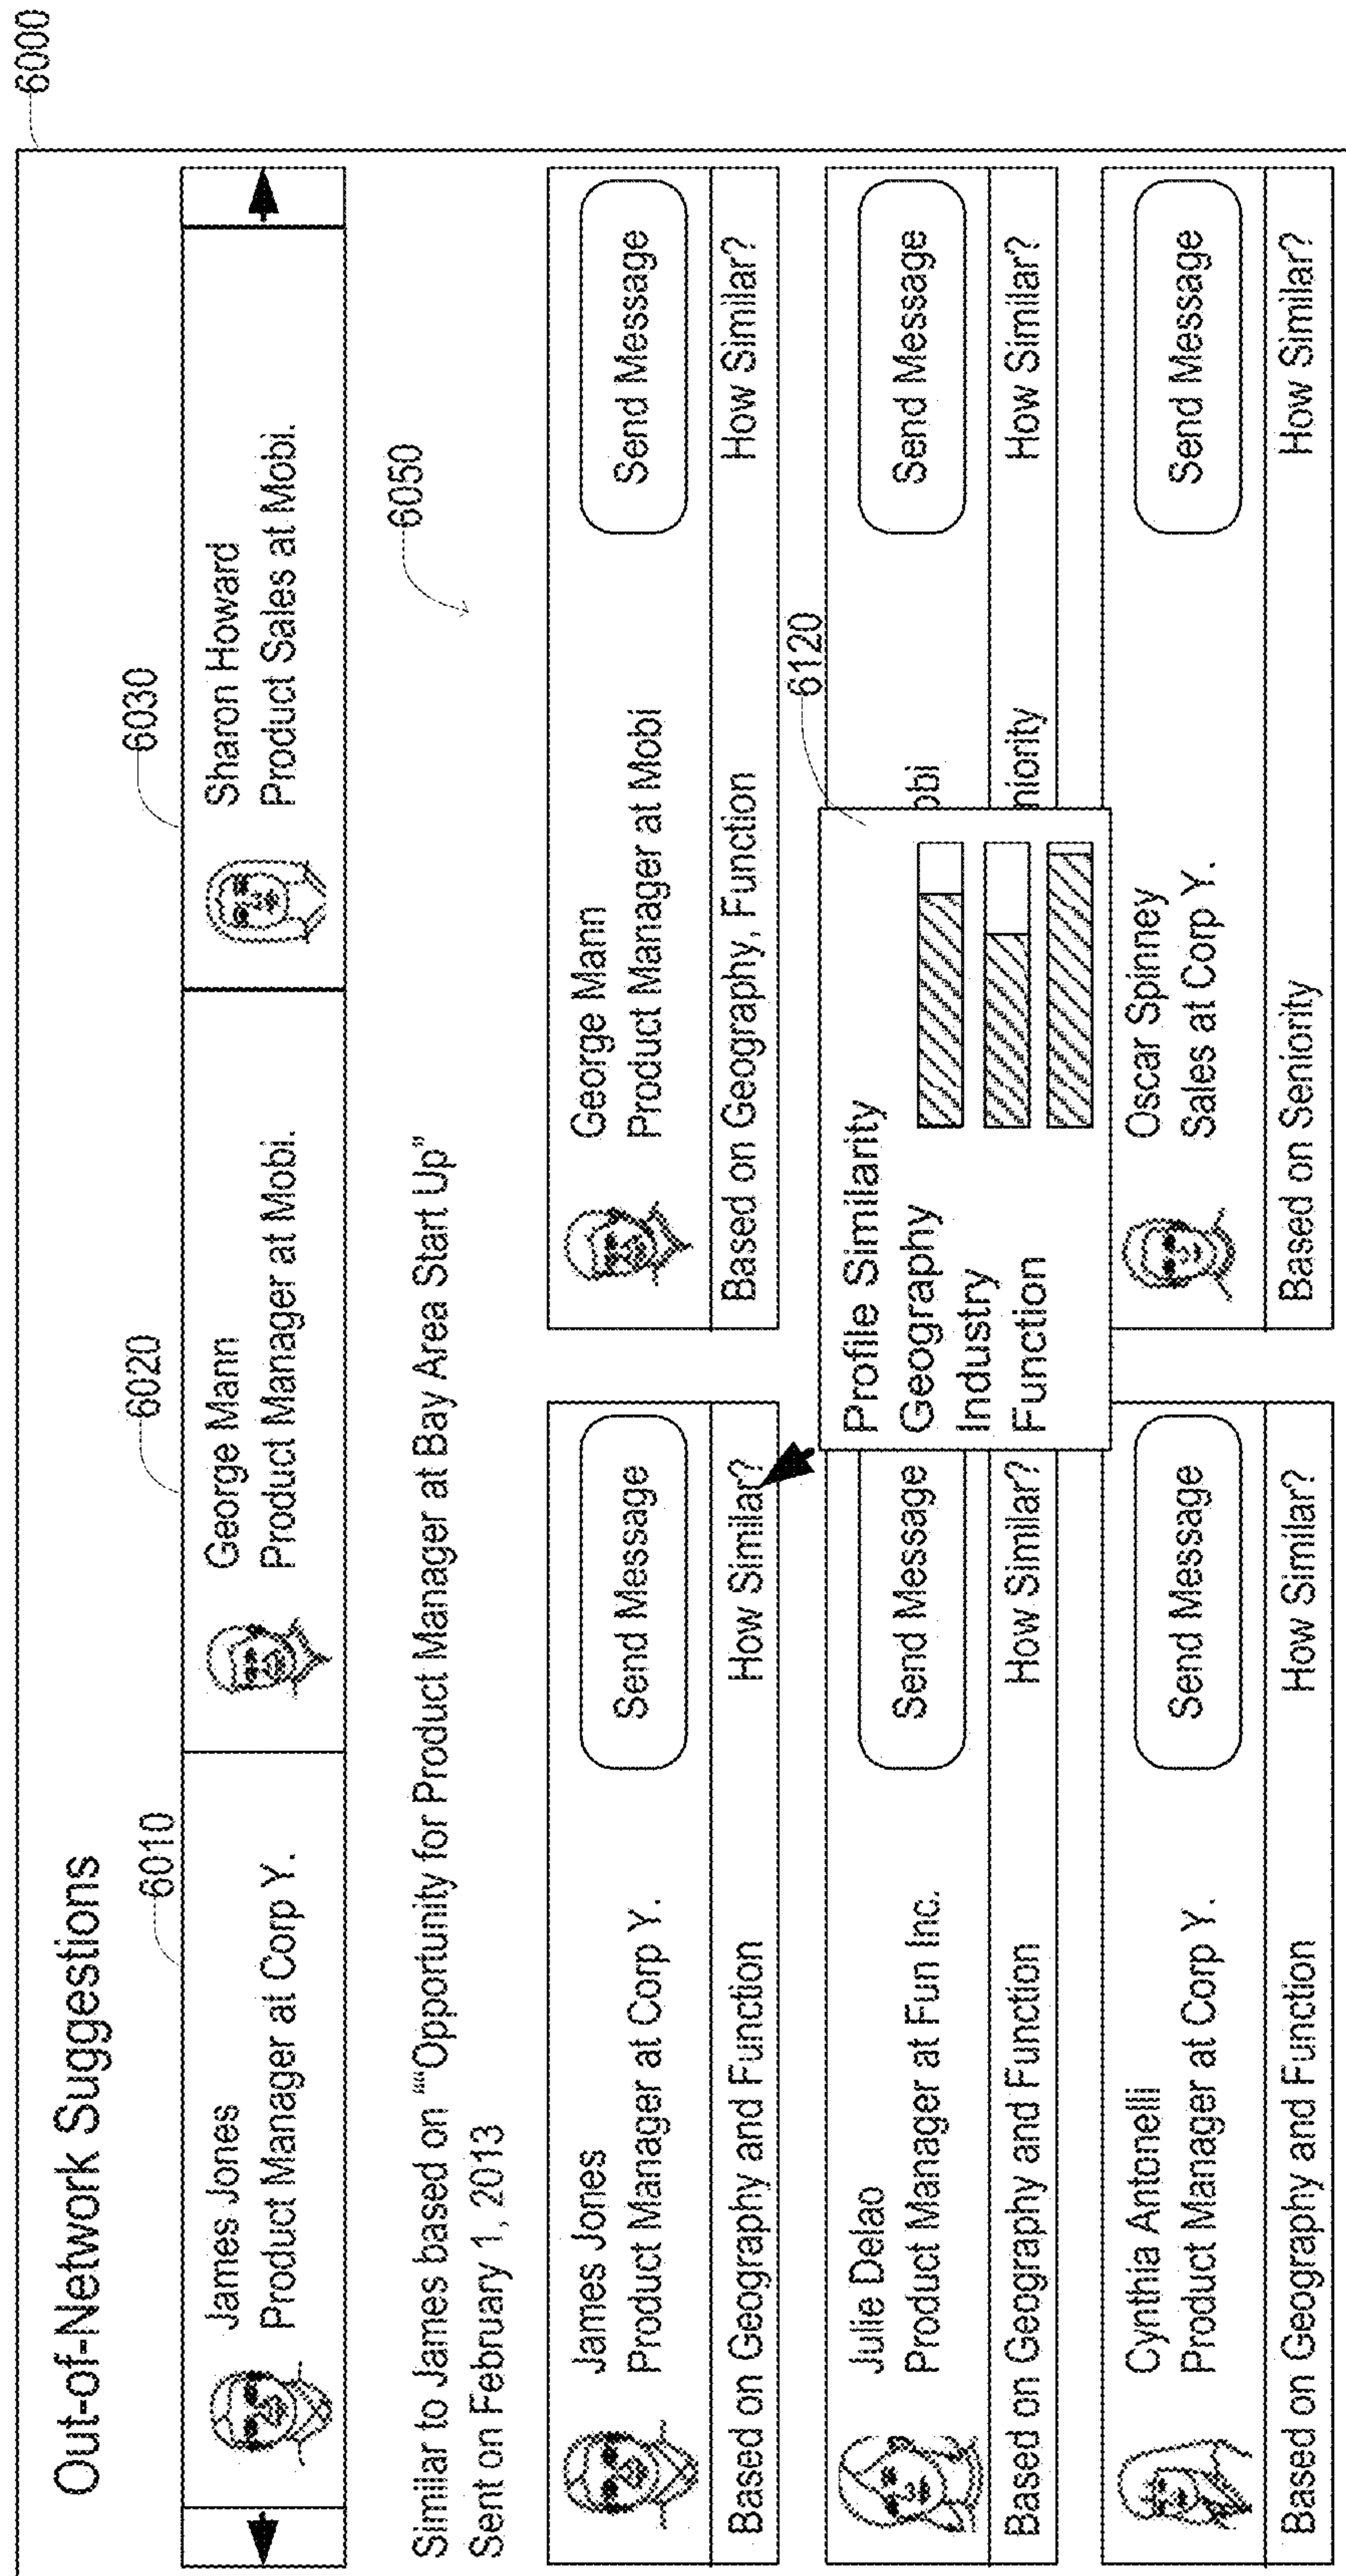 6000
Out-of-Network Suggestions
6010
6020
6030
James Jones
Product Manager at Corp Y.
George Mann
Product Manager at Mobi.
Sharon Howard
Product Sales at Mobi.
Similar to James based on ““Opportunity for Product Manager at Bay Area Start Up”
Sent on February 1, 2013
6050
James Jones
Product Manager at Corp Y.
Send Message
Based on Geography and Function
How Similar?
George Mann
Product Manager at Mobi
Send Message
Based on Geography, Function
How Similar?
6120
Julie Delao
Product Manager at Fun Inc.
Send Message
Based on Geography and Function
How Similar?
Profile Similarity
Geography
Industry
Function
obi
Send Message
niority
How Similar?
Cynthia Antonelli
Product Manager at Corp Y.
Send Message
Based on Geography and Function
How Similar?
Oscar Spinney
Sales at Corp Y.
Send Message
Based on Seniority
How Similar?